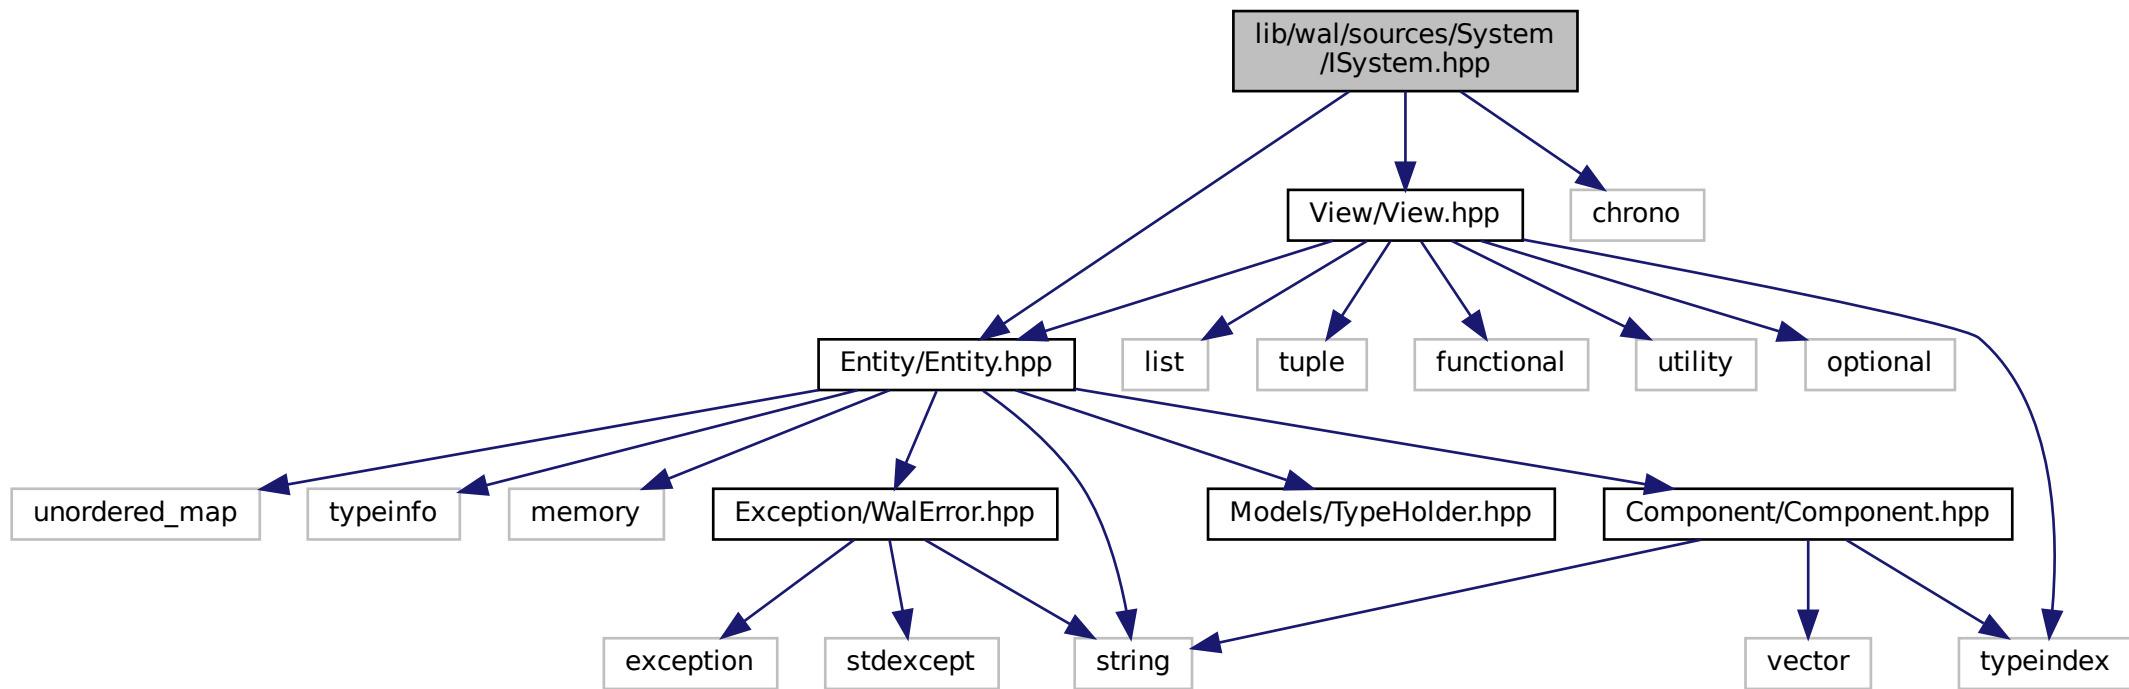 lib/wal/sources/System
/ISystem.hpp
View/View.hpp
chrono
Entity/Entity.hpp
list
tuple
functional
utility
optional
unordered_map
typeinfo
memory
Exception/WalError.hpp
Models/TypeHolder.hpp
Component/Component.hpp
exception
stdexcept
string
vector
typeindex